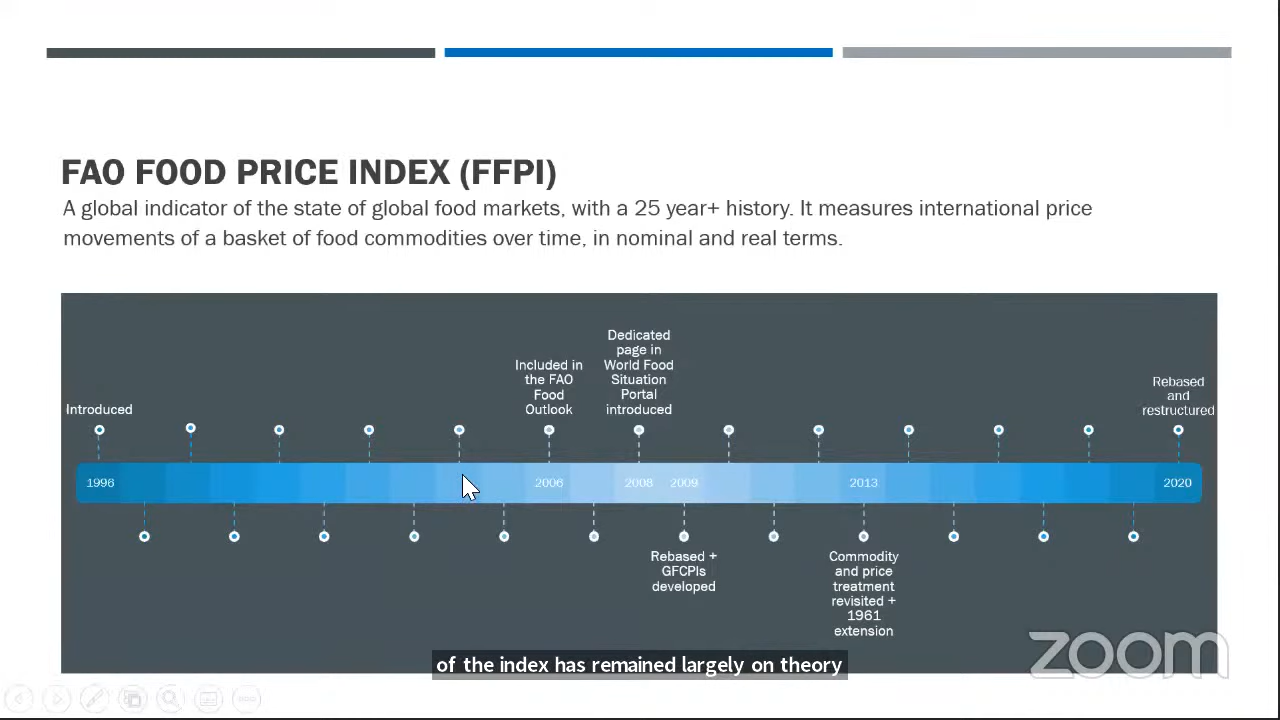 FAO FOOD PRICE INDEX (FFPI)
A global indicator of the state of global food markets, with a 25 year+ history. It measures international price
movements of a basket of food commodities over time, in nominal and real terms.
Introduced
Included in
the FAO
Food
Outlook
Dedicated
page in
World Food
Situation
Portal
introduced
Rebased
and
restructured
1996
2006
2008
2009
2013
2020
Rebased +
GFCPIs
developed
Commodity
and price
treatment
revisited +
1961
extension
zoom
of the index has remained largely on theory